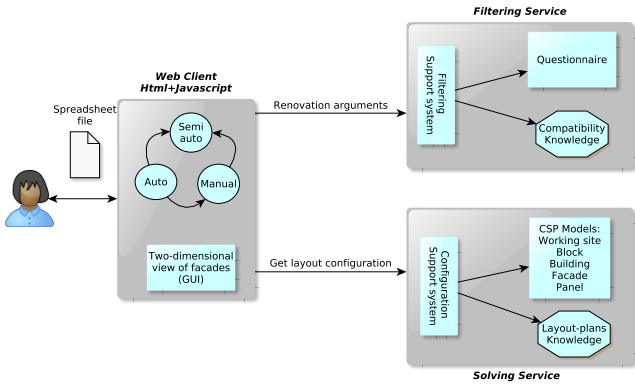 Filtering Service
Web Client
Html+Javascript
Spreadsheet
file
Semi
auto
Auto
Manual
Two-dimensional
view of facades
(GUI)
Renovation arguments
Get layout configuration
Filtering
Support system
Questionnaire
Compatibility
Knowledge
Configuration
Support system
CSP Models:
Working site
Block
Building
Facade
Panel
Layout-plans
Knowledge
Solving Service